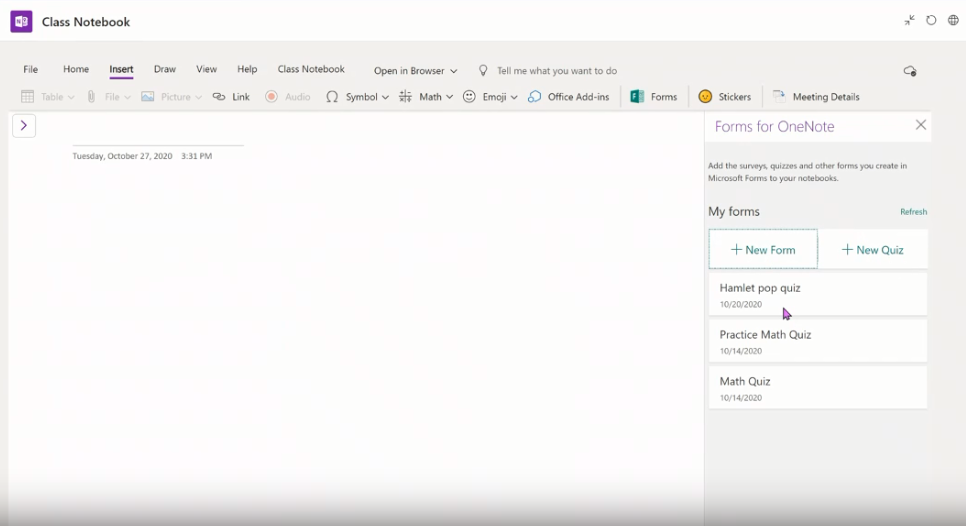 Class Notebook
File Home Insert Draw View Help Class Notebook Open in Browser Tell me what you want to do
Table File Picture Link Audio Symbol Math Emoji Office Add-ins Forms Stickers Meeting Details
Forms for OneNote
Tuesday, October 27, 2020 3:31 PM
Add the surveys, quizzes and other forms you create in
Microsoft Forms to your notebooks.
My forms Refresh
+ New Form + New Quiz
Hamlet pop quiz
10/20/2020
Practice Math Quiz
10/14/2020
Math Quiz
10/14/2020